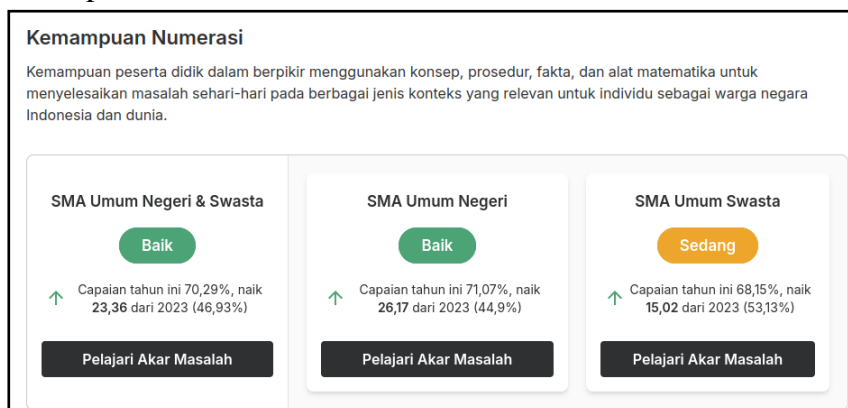 Kemampuan Numerasi
Kemampuan peserta didik dalam berpikir menggunakan konsep, prosedur, fakta, dan alat matematika untuk
menyelesaikan masalah sehari-hari pada berbagai jenis konteks yang relevan untuk individu sebagai warga negara
Indonesia dan dunia.
SMA Umum Negeri & Swasta
Baik
Capaian tahun ini 70,29%, naik
23,36 dari 2023 (46,93%)
Pelajari Akar Masalah
SMA Umum Negeri
Baik
Capaian tahun ini 71,07%, naik
26,17 dari 2023 (44,9%)
Pelajari Akar Masalah
SMA Umum Swasta
Sedang
Capaian tahun ini 68,15%, naik
15,02 dari 2023 (53,13%)
Pelajari Akar Masalah